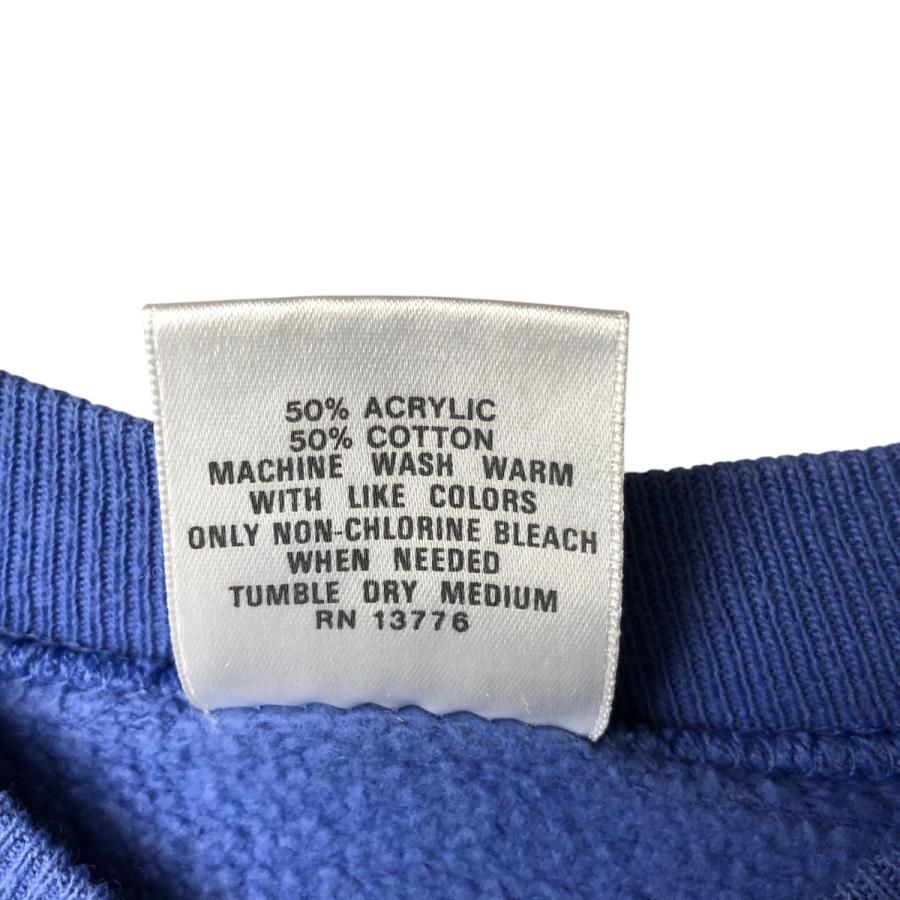 50% ACRYLIC
50% COTTON
MACHINE WASH WARM
WITH LIKE COLORS
ONLY NON-CHLORINE BLEACH
WHEN NEEDED
TUMBLE DRY MEDIUM
RN 13776